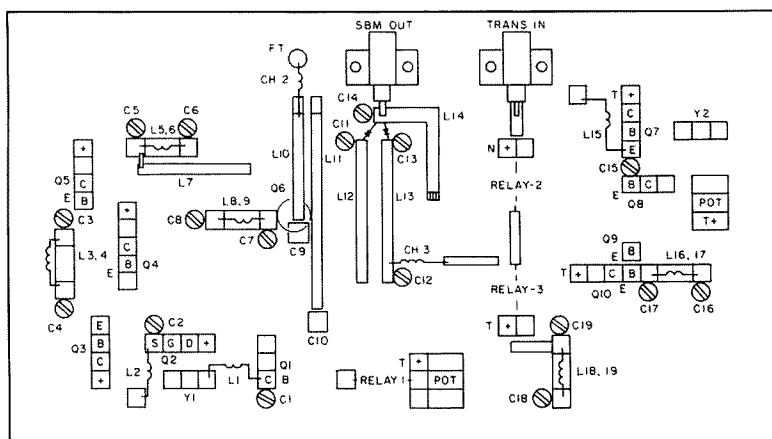 SBM OUT
TRANS IN
FT
CH 2
C14
C11
C13
L14
C5
C6
L5,6
L7
L10
L11
L12
L13
T
+
C
B
E
Q7
L15
Y2
C15
B
C
E
Q8
POT
T+
N
+
RELAY-2
+
C
B
Q5
E
C3
L3,4
C4
+
C
B
E
Q4
C8
L8,9
C7
Q6
C9
CH 3
C12
Q9
B
E
T
+
C
B
L16,17
Q10
E
C17
C16
RELAY-3
T
+
C19
L18,19
C18
C10
E
B
C
+
Q3
C2
S
G
D
+
Q2
L2
Y1
L1
Q1
C
B
C1
RELAY 1
T
+
POT